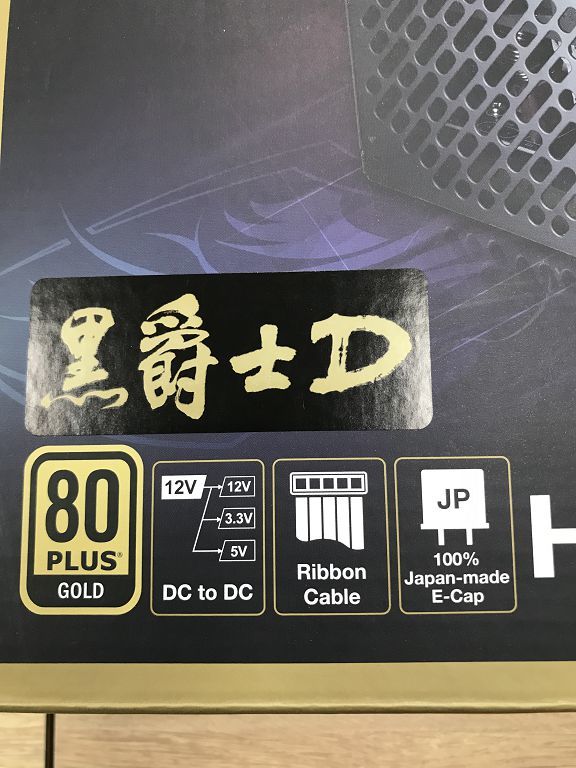 黑爵士D
80
PLUS®
GOLD
12V
12V
3.3V
5V
DC to DC
Ribbon
Cable
JP
100%
Japan-made
E-Cap
H